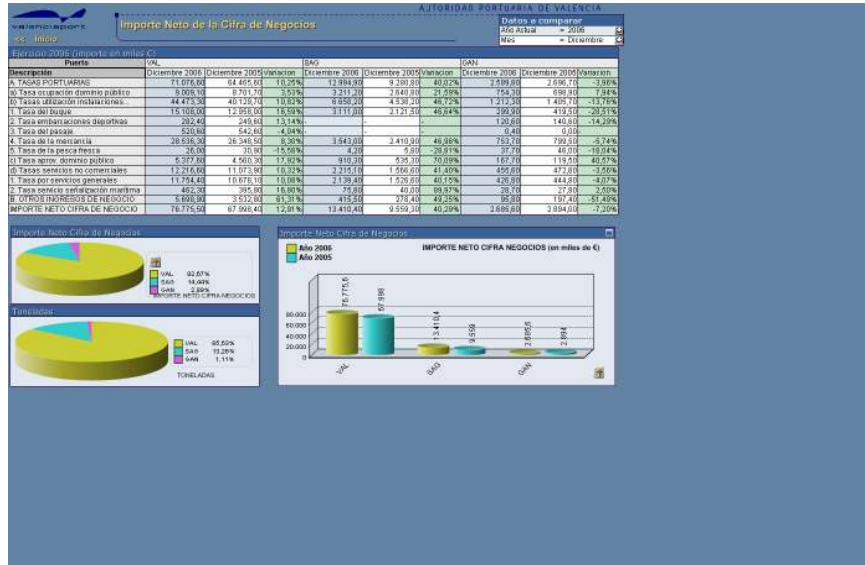 AUTORIDAD PORTUARIA DE VALENCIA
valenciaport
Importe Neto de la Cifra de Negocios
<< Inicio
Datos a comparar
Año Actual = 2006
Mes = Diciembre
Ejercicio 2006 (importe en miles €)
Puerto VAL SAG GAN
Descripción Diciembre 2006 Diciembre 2005 Variacion Diciembre 2006 Diciembre 2005 Variacion Diciembre 2006 Diciembre 2005 Variacion
A. TASAS PORTUARIAS 71.076,60 64.465,60 10,25% 12.994,90 9.280,80 40,02% 2.589,80 2.696,70 -3,96%
a) Tasa ocupación dominio público 9.009,10 8.701,70 3,53% 3.211,20 2.640,80 21,59% 754,30 698,90 7,94%
b) Tasas utilización instalaciones... 44.473,30 40.129,70 10,82% 6.658,20 4.538,20 46,72% 1.212,30 1.405,70 -13,76%
1. Tasa del buque 15.108,00 12.958,00 16,59% 3.111,00 2.121,50 46,64% 299,90 419,50 -28,51%
2. Tasa embarcaciones deportivas 282,40 249,60 13,14% - - - 120,60 140,60 -14,29%
3. Tasa del pasaje 520,60 542,60 -4,04% - - - 0,40 0,00 -
4. Tasa de la mercancía 28.536,30 26.348,50 8,30% 3.543,00 2.410,90 46,96% 753,70 799,50 -5,74%
5. Tasa de la pesca fresca 26,00 30,80 -15,58% 4,20 5,90 -28,81% 37,70 46,00 -18,04%
c) Tasa aprov. dominio público 5.377,60 4.560,30 17,92% 910,30 535,30 70,09% 167,70 119,50 40,57%
d) Tasas servicios no comerciales 12.216,60 11.073,90 10,32% 2.215,10 1.566,60 41,40% 455,60 472,80 -3,56%
1. Tasa por servicios generales 11.754,40 10.678,10 10,08% 2.139,40 1.526,60 40,15% 426,80 444,80 -4,07%
2. Tasa servicio señalización marítima 462,30 395,80 16,80% 75,80 40,00 89,97% 28,70 27,80 2,50%
B. OTROS INGRESOS DE NEGOCIO 5.698,90 3.532,80 61,31% 415,50 278,40 49,25% 95,80 197,40 -51,49%
IMPORTE NETO CIFRA DE NEGOCIO 76.775,50 67.998,40 12,91% 13.410,40 9.559,30 40,29% 2.685,60 2.894,00 -7,20%
Importe Neto Cifra de Negocios
VAL 82,67%
SAG 14,44%
GAN 2,89%
IMPORTE NETO CIFRA NEGOCIOS
Toneladas
VAL 85,63%
SAG 13,26%
GAN 1,11%
TONELADAS
Importe Neto Cifra de Negocios
Año 2006
Año 2005
IMPORTE NETO CIFRA NEGOCIOS (en miles de €)
80.000
60.000
40.000
20.000
0
76.775,5
67.998
13.410,4
9.559
2.685,6
2.894
VAL
SAG
GAN